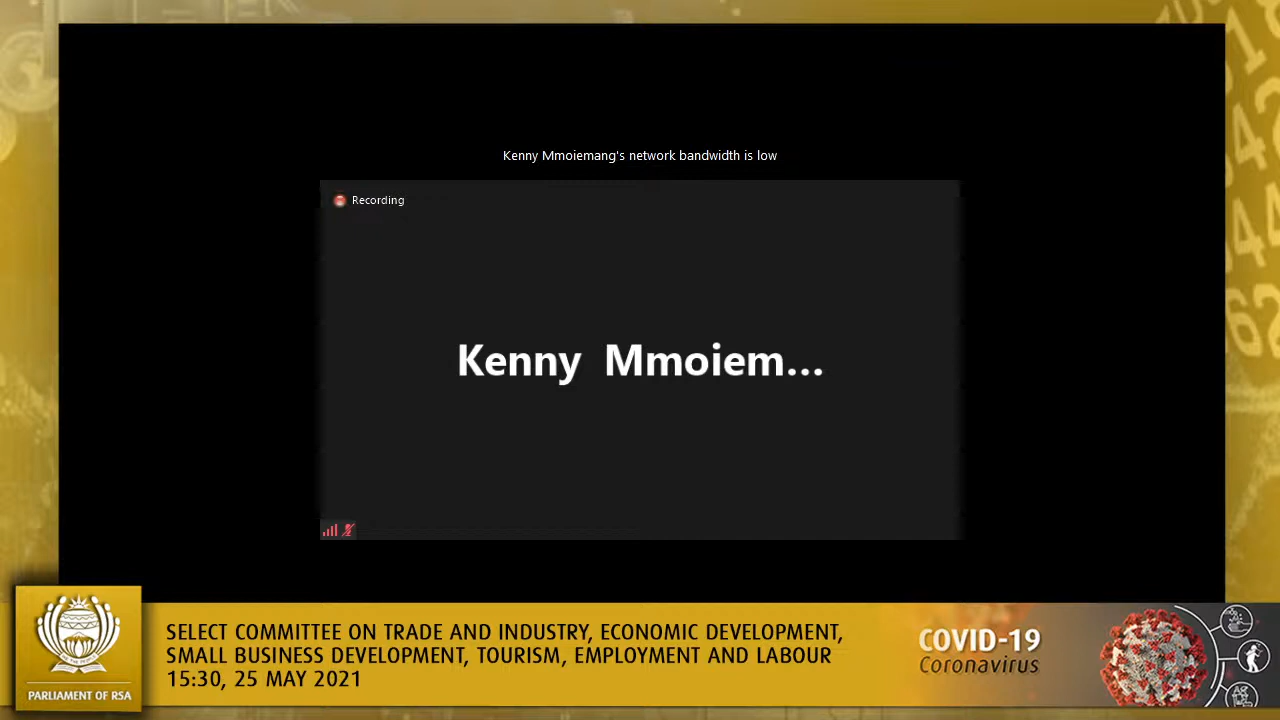 Kenny Mmoiemang's network bandwidth is low
Recording
Kenny Mmoiem...
SELECT COMMITTEE ON TRADE AND INDUSTRY, ECONOMIC DEVELOPMENT,
SMALL BUSINESS DEVELOPMENT, TOURISM, EMPLOYMENT AND LABOUR
15:30, 25 MAY 2021
PARLIAMENT OF RSA
COVID-19
Coronavirus